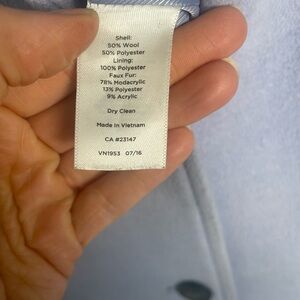 Shell:
50% Wool
50% Polyester
Lining:
100% Polyester
Faux Fur:
78% Modacrylic
13% Polyester
9% Acrylic
Dry Clean
Made in Vietnam
CA #23147
VN1953 07/16